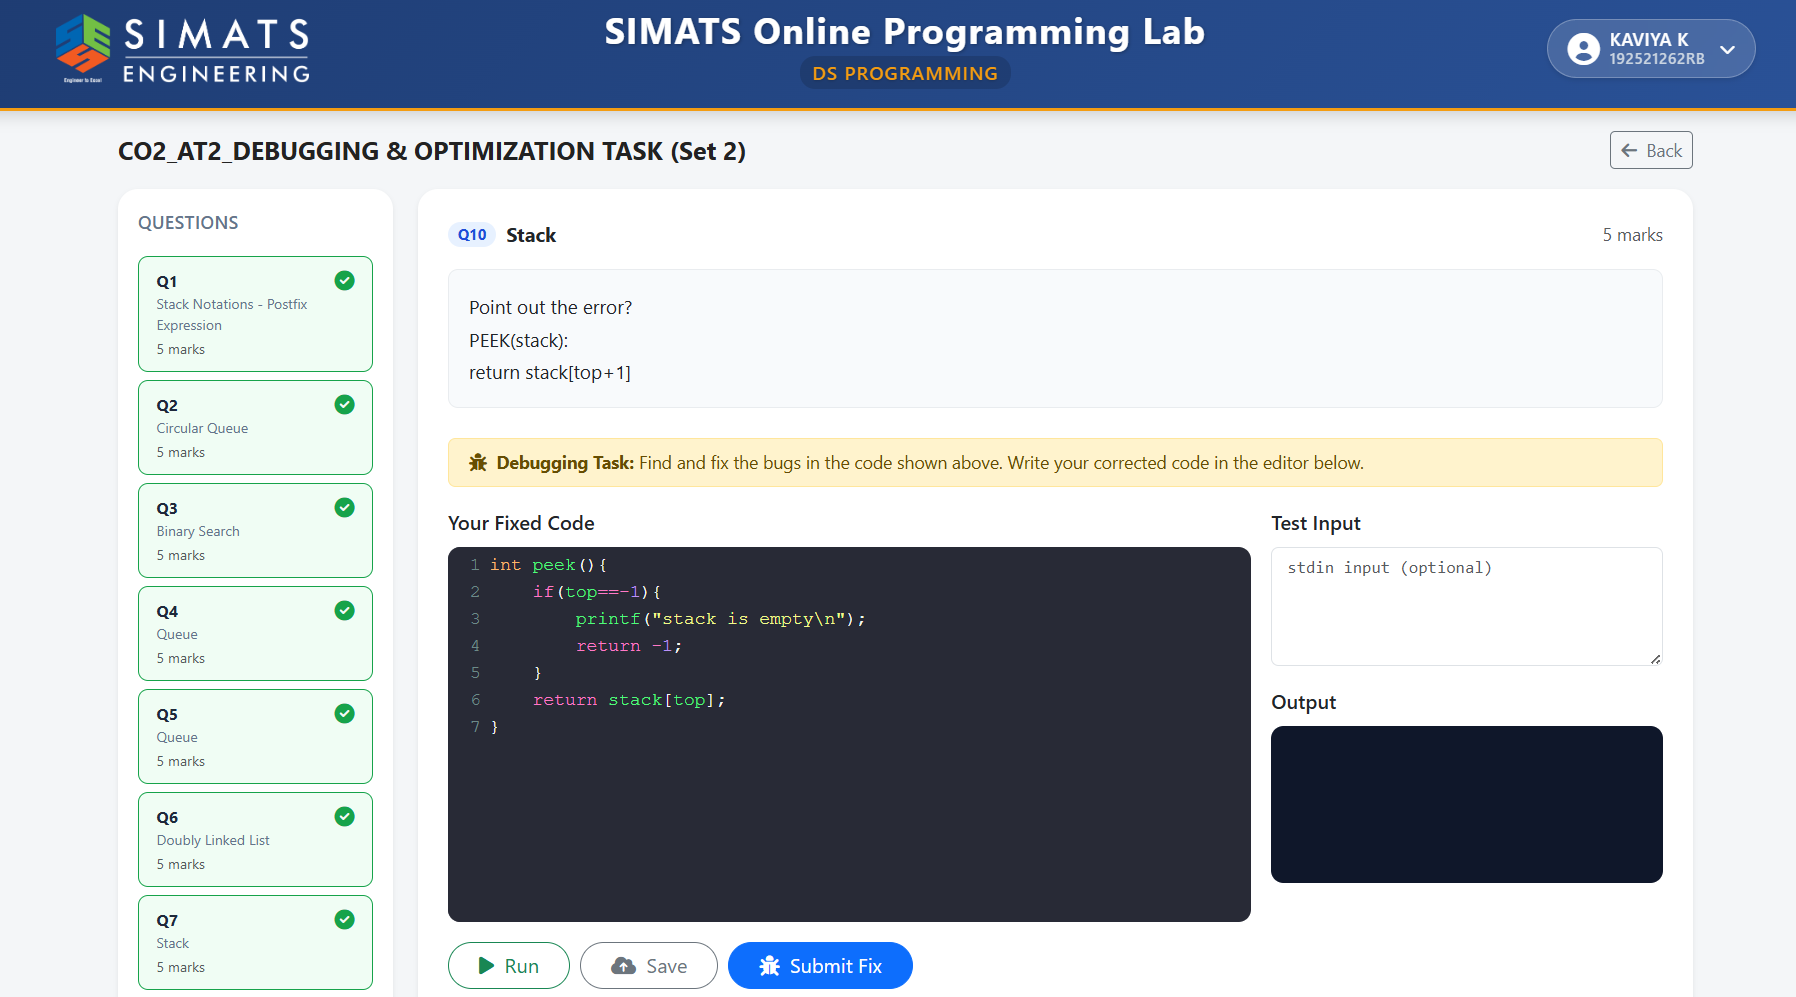 SIMATS
ENGINEERING
Engineer to Excel
SIMATS Online Programming Lab
DS PROGRAMMING
KAVIYA K
192521262RB
CO2_AT2_DEBUGGING & OPTIMIZATION TASK (Set 2)
Back
QUESTIONS
Q1
Stack Notations - Postfix
Expression
5 marks
Q2
Circular Queue
5 marks
Q3
Binary Search
5 marks
Q4
Queue
5 marks
Q5
Queue
5 marks
Q6
Doubly Linked List
5 marks
Q7
Stack
5 marks
Q10 Stack
5 marks
Point out the error?
PEEK(stack):
return stack[top+1]
Debugging Task: Find and fix the bugs in the code shown above. Write your corrected code in the editor below.
Your Fixed Code
1 int peek(){
2 if(top==-1){
3 printf("stack is empty\n");
4 return -1;
5 }
6 return stack[top];
7 }
Test Input
stdin input (optional)
Output
Run
Save
Submit Fix